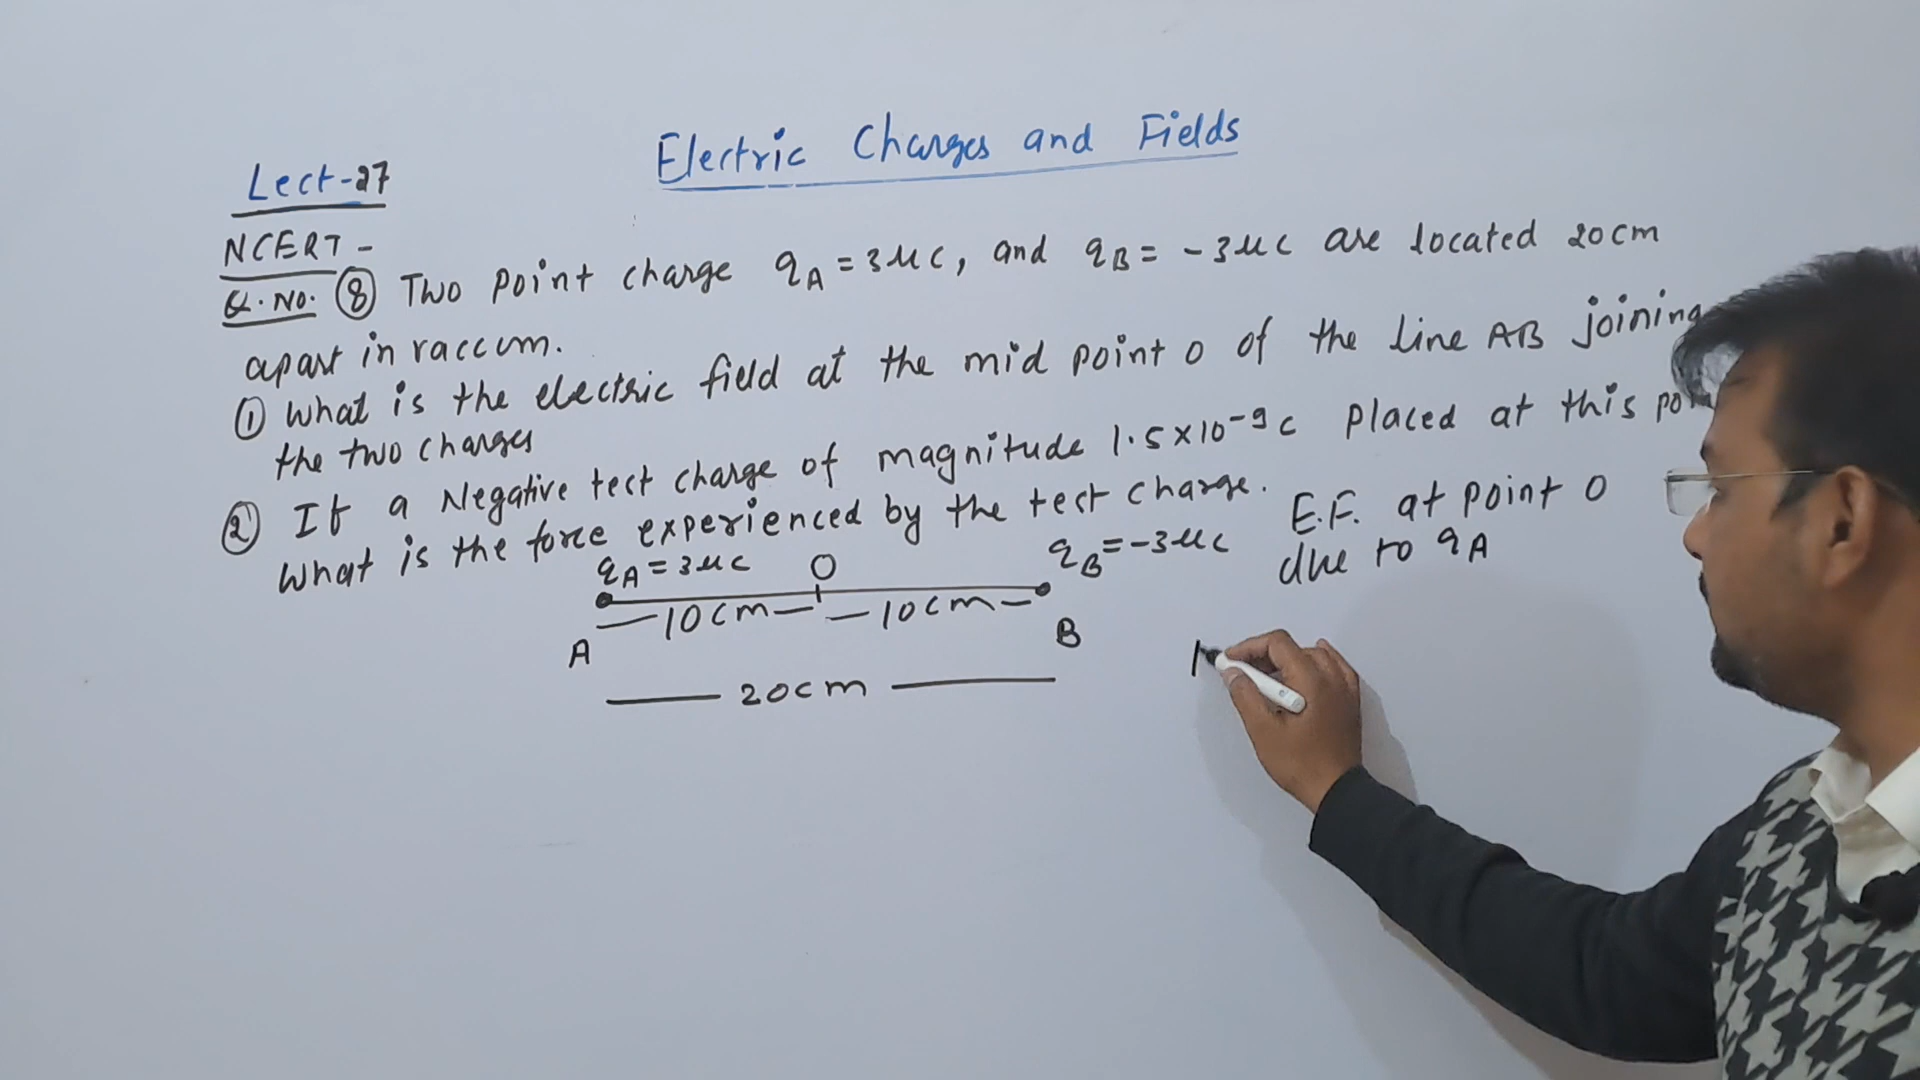 Electric Charges and Fields
Lect-27
NCERT -
Q. No. 8 Two point charge qA = 3μc, and qB = -3μc are located 20cm
apart in vaccum.
① What is the electric field at the mid point O of the line AB joining
the two charges
② If a Negative test charge of magnitude 1.5×10⁻⁹c Placed at this
What is the force experienced by the test charge.
qA = 3μc O qB = -3μc
10cm 10cm
A B
20cm
E.F. at point O
due to qA